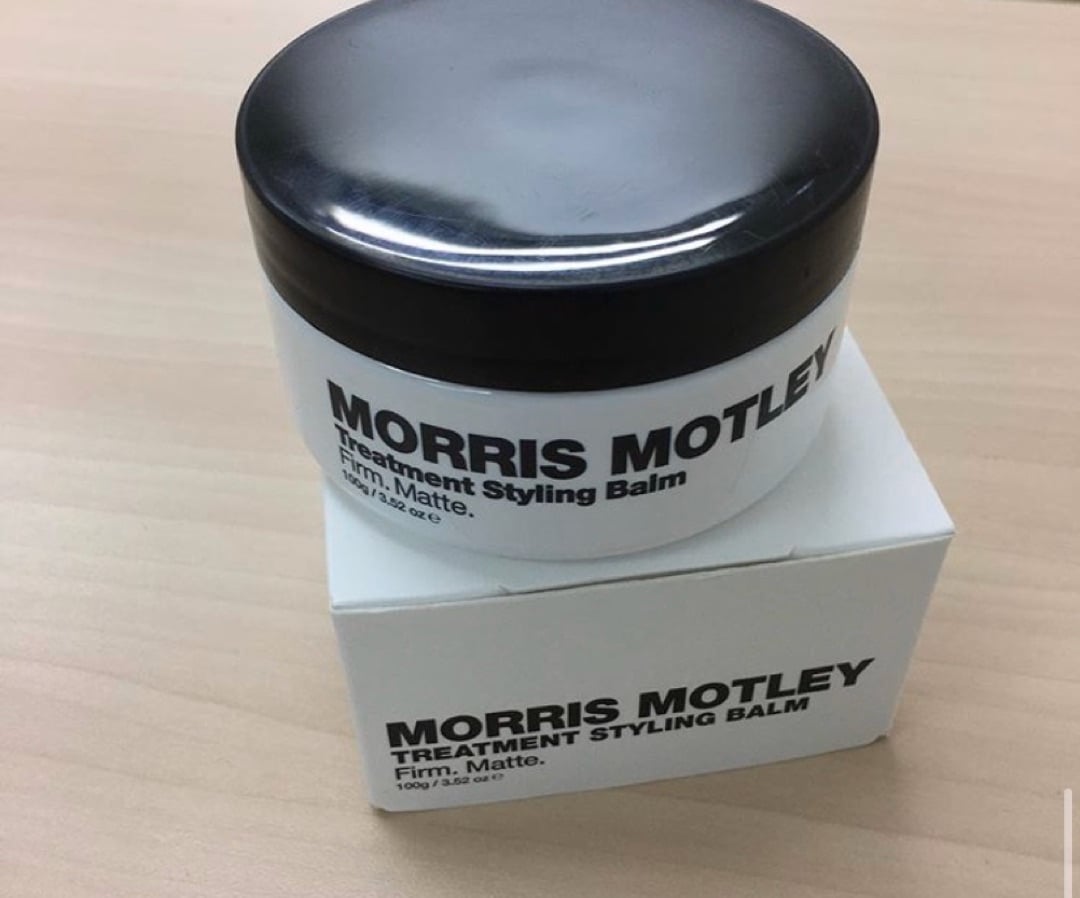 MORRIS MOTLEY
Treatment Styling Balm
Firm. Matte.
100g / 3.52 oz ℮
MORRIS MOTLEY
TREATMENT STYLING BALM
Firm. Matte.
100g / 3.52 oz ℮